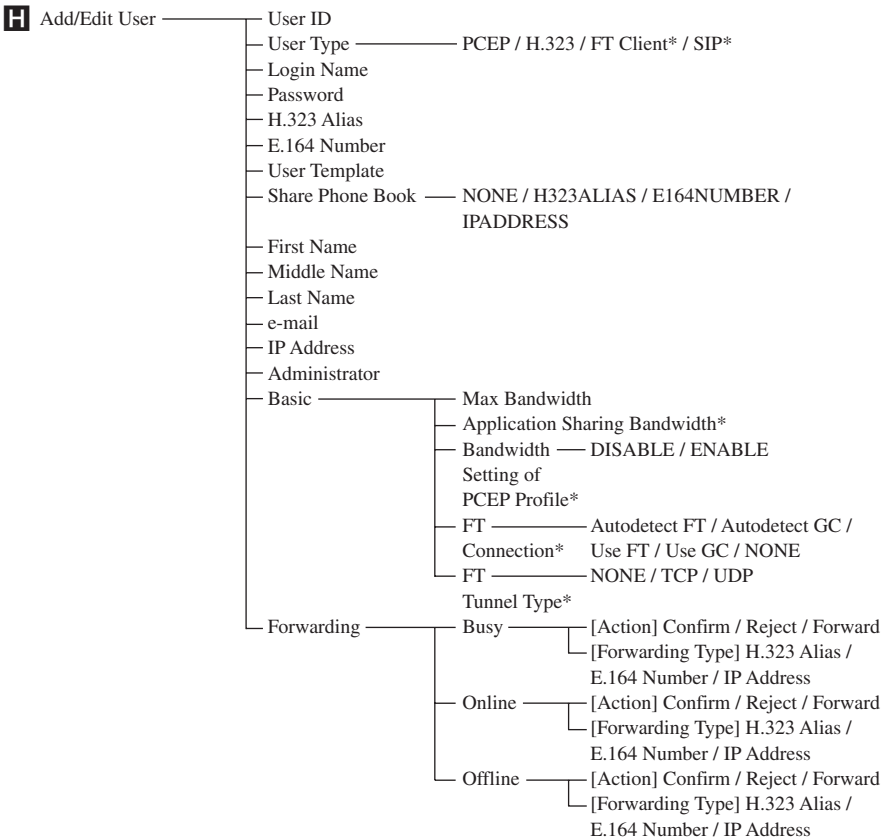 H Add/Edit User User ID
User Type PCEP / H.323 / FT Client* / SIP*
Login Name
Password
H.323 Alias
E.164 Number
User Template
Share Phone Book NONE / H323ALIAS / E164NUMBER /
IPADDRESS
First Name
Middle Name
Last Name
e-mail
IP Address
Administrator
Basic Max Bandwidth
Application Sharing Bandwidth*
Bandwidth DISABLE / ENABLE
Setting of
PCEP Profile*
FT Autodetect FT / Autodetect GC /
Connection* Use FT / Use GC / NONE
FT NONE / TCP / UDP
Tunnel Type*
Forwarding Busy [Action] Confirm / Reject / Forward
[Forwarding Type] H.323 Alias /
E.164 Number / IP Address
Online [Action] Confirm / Reject / Forward
[Forwarding Type] H.323 Alias /
E.164 Number / IP Address
Offline [Action] Confirm / Reject / Forward
[Forwarding Type] H.323 Alias /
E.164 Number / IP Address